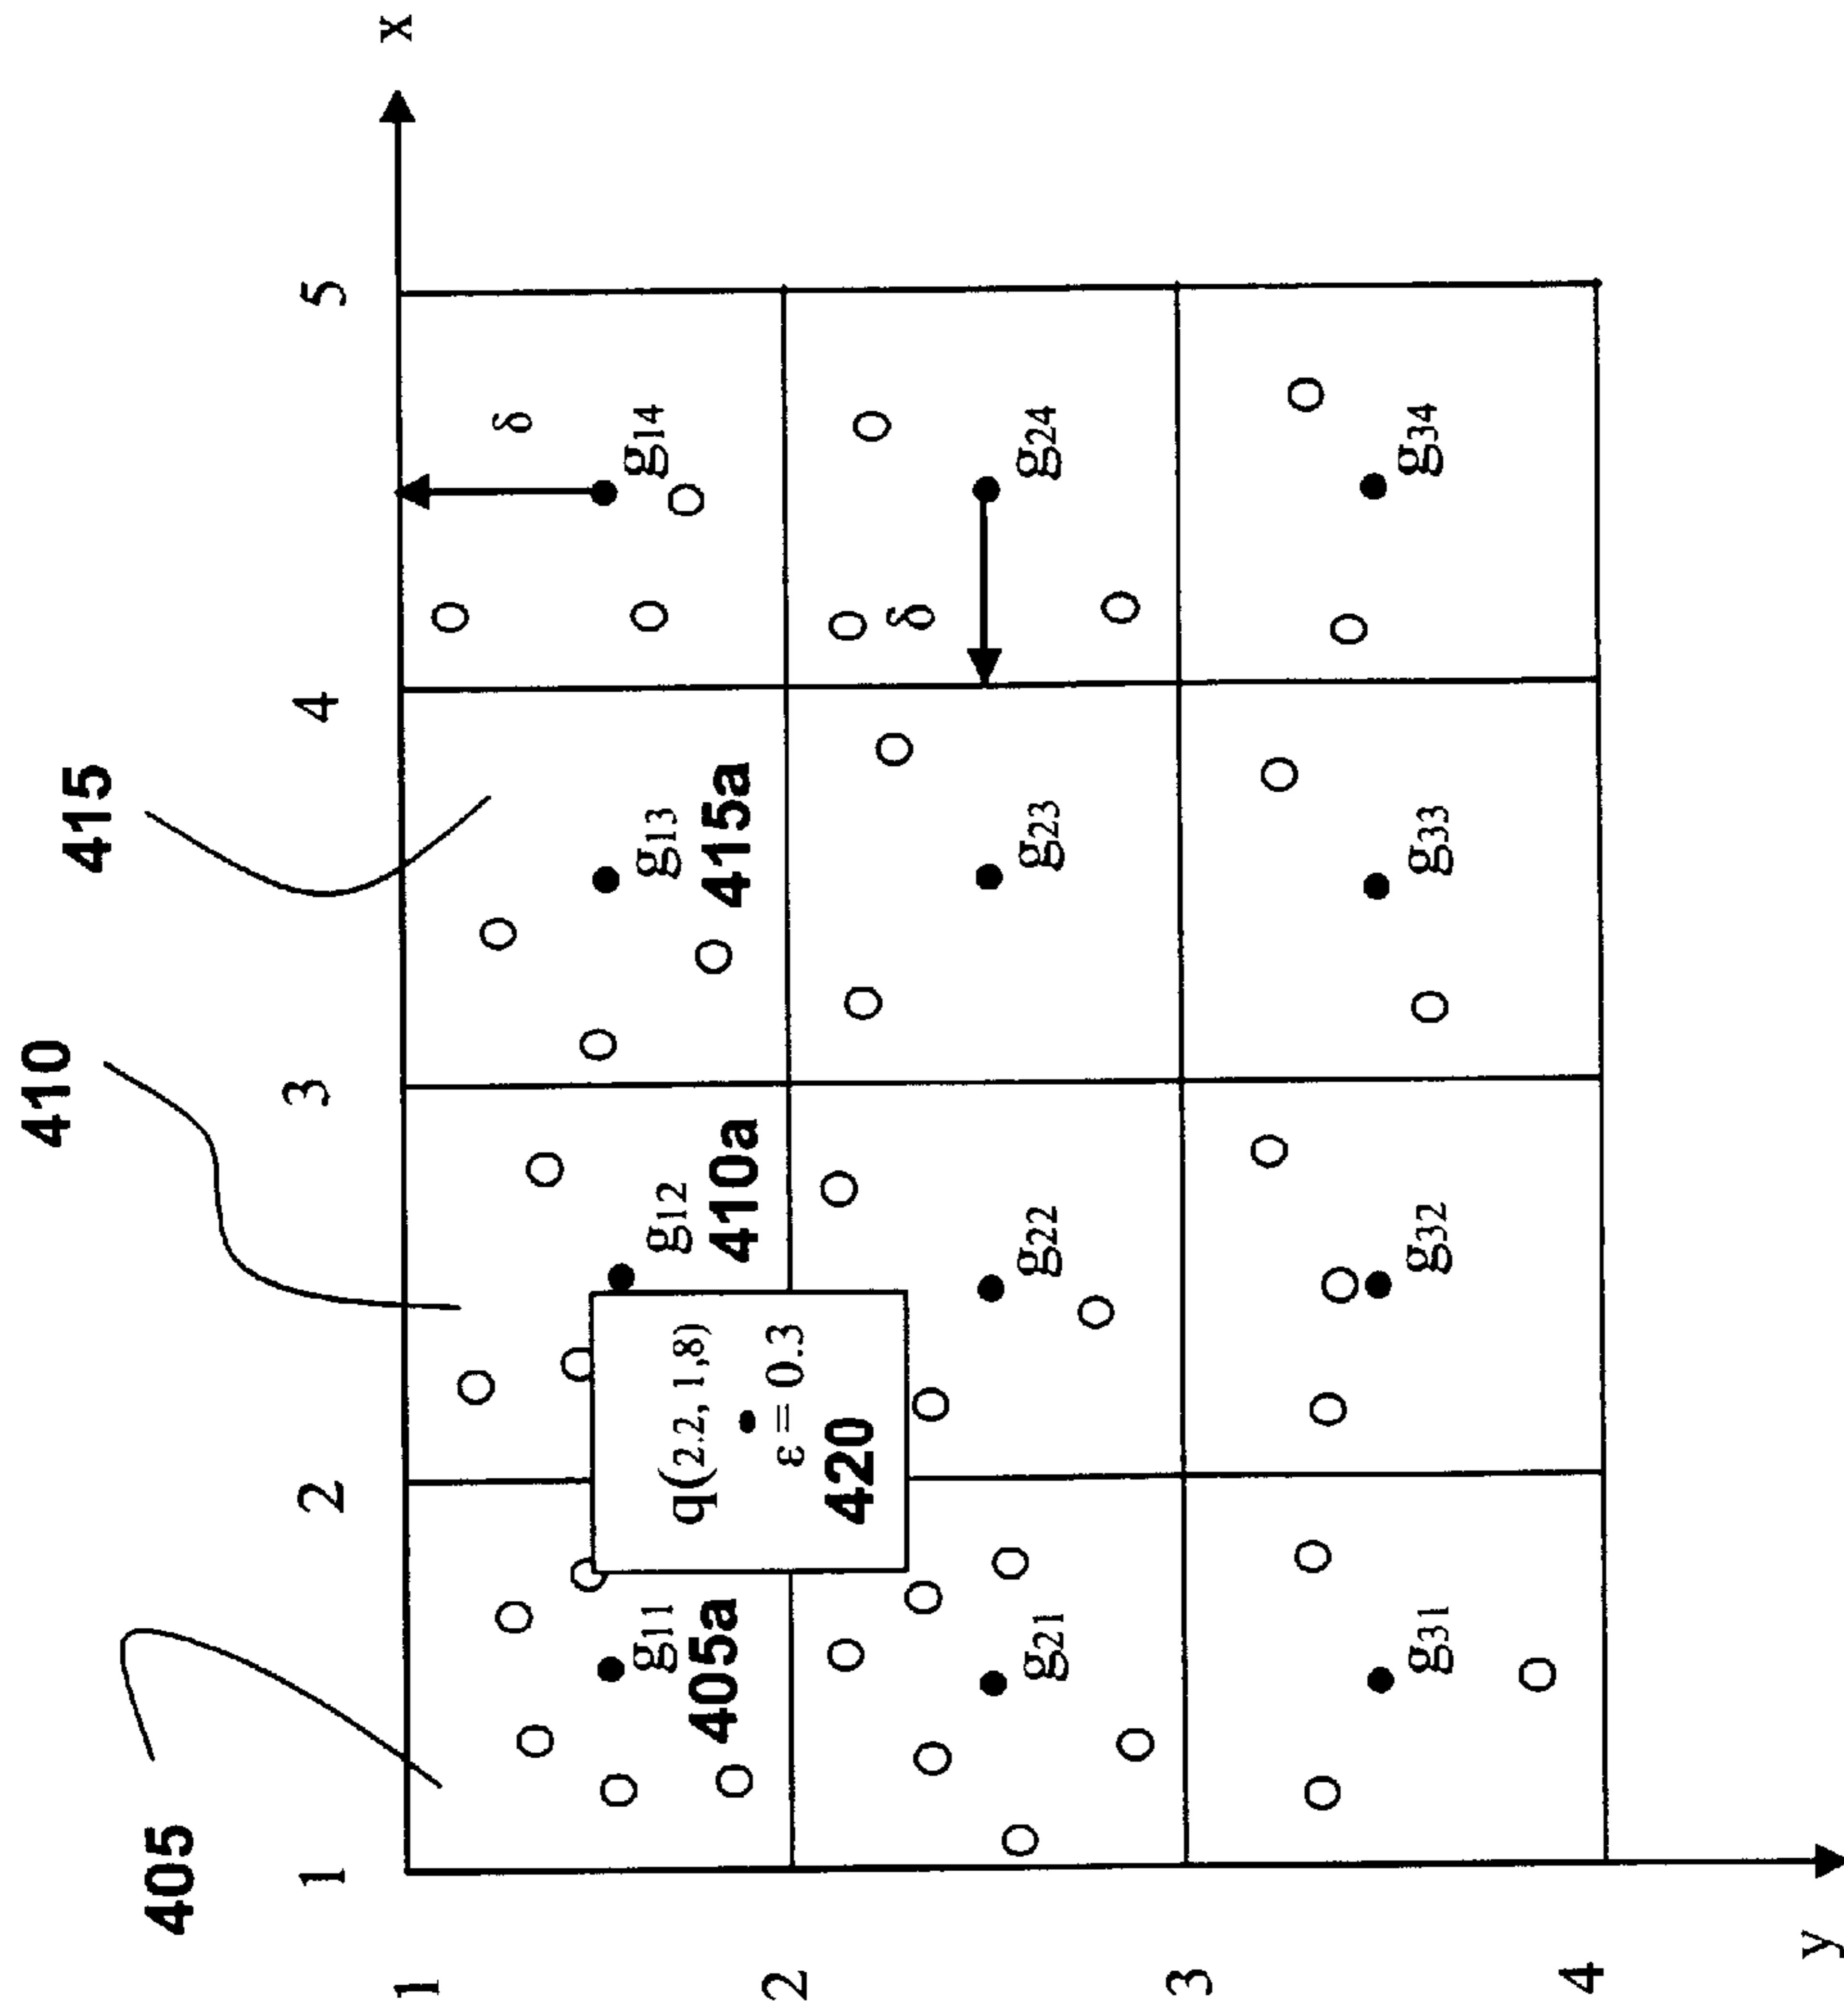 405
410
415
x
1
2
3
4
5
1
g11
405a
g12
410a
g13
415a
δ
g14
q(2.2, 1,8)
ε = 0.3
420
2
g21
g22
g23
δ
g24
3
g31
g32
g33
g34
4
y